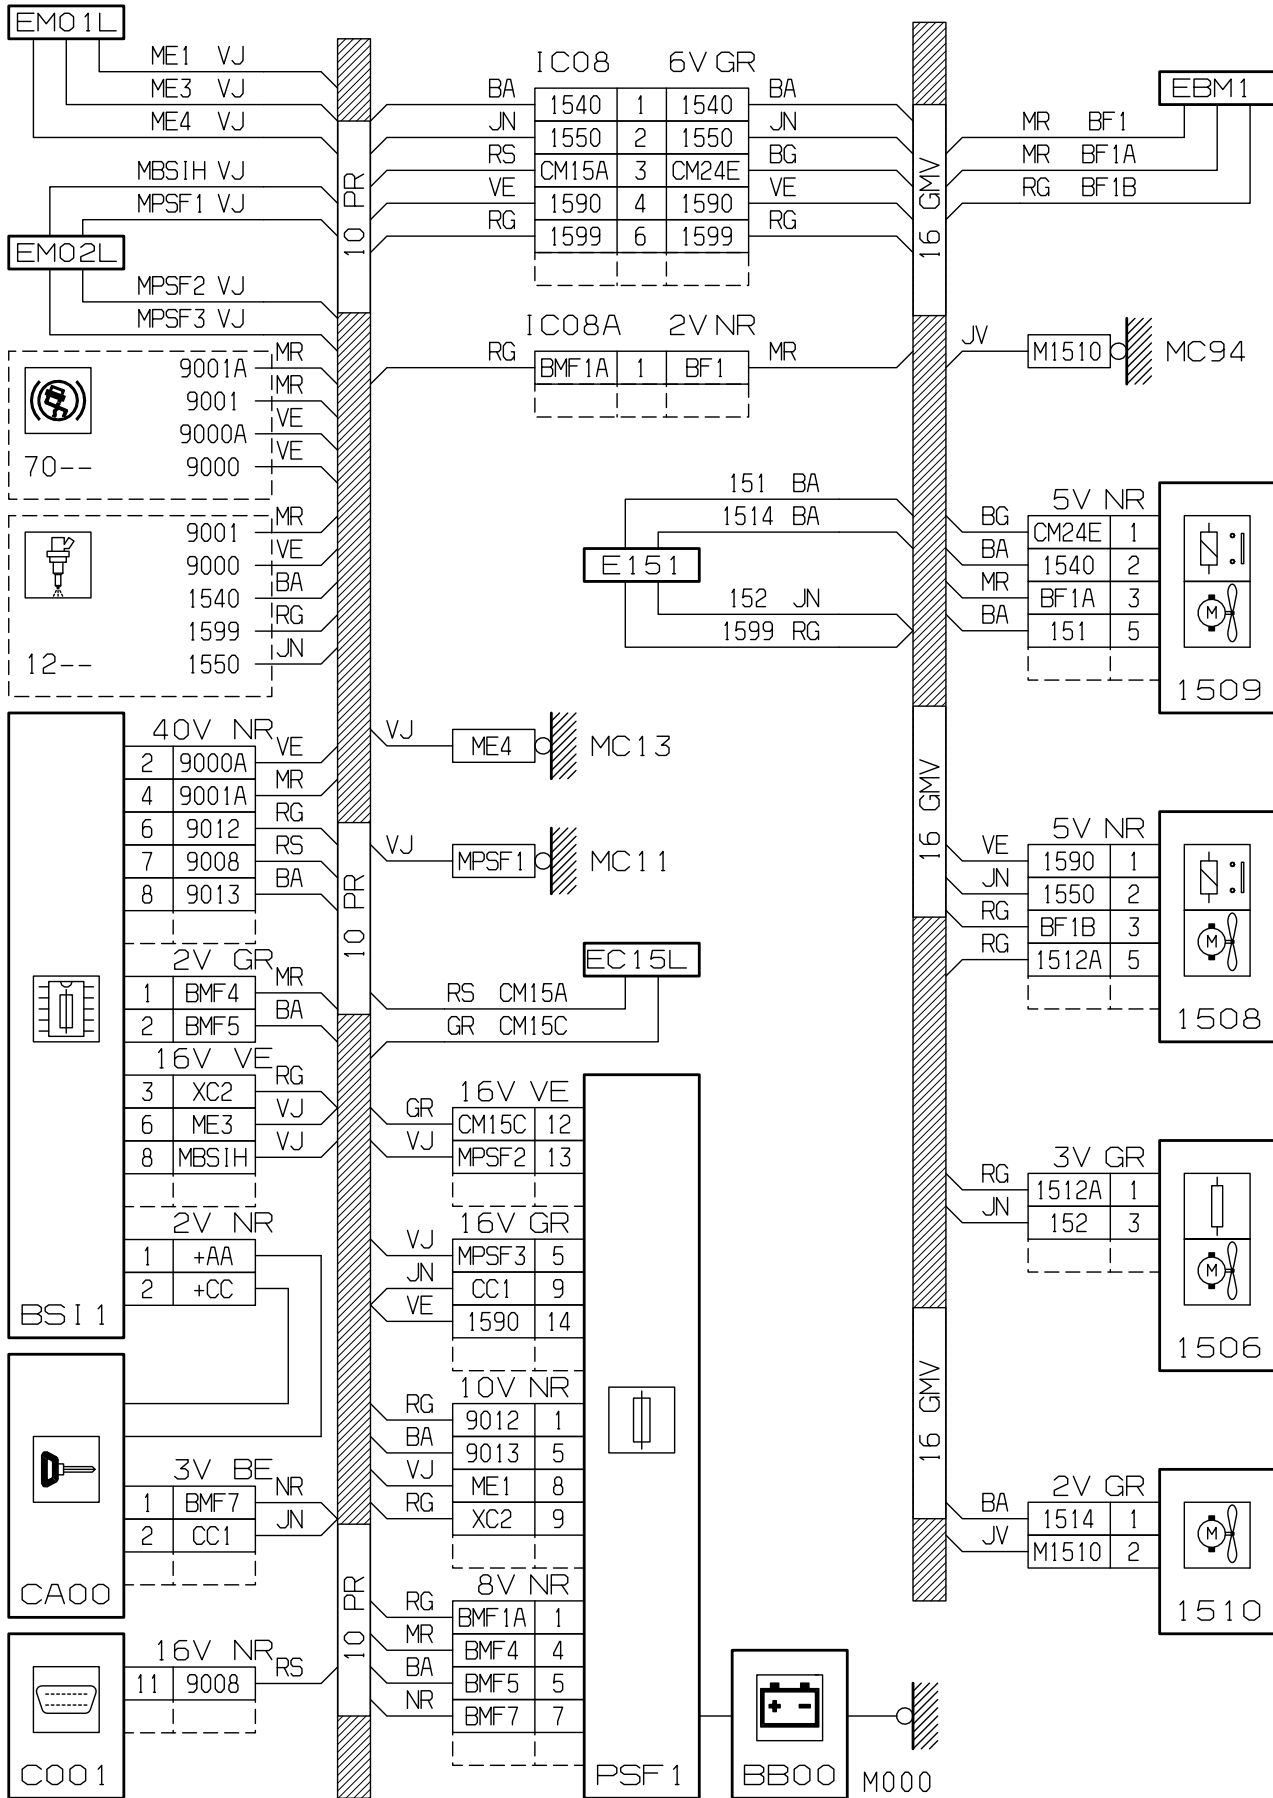 EM01L
ME1 VJ
ME3 VJ
ME4 VJ
MBSIH VJ
MPSF1 VJ
EM02L
MPSF2 VJ
MPSF3 VJ
9001A MR
9001 MR
9000A VE
70-- 9000 VE
9001 MR
9000 VE
1540 BA
1599 RG
12-- 1550 JN
40V NR
2 9000A VE
4 9001A MR
6 9012 RG
7 9008 RS
8 9013 BA
2V GR
1 BMF4 MR
2 BMF5 BA
16V VE
3 XC2 RG
6 ME3 VJ
8 MBSIH VJ
2V NR
1 +AA
2 +CC
BSI1
3V BE
1 BMF7 NR
2 CC1 JN
CA00
16V NR
11 9008 RS
C001
10 PR
10 PR
10 PR
IC08 6V GR
BA 1540 1 1540 BA
JN 1550 2 1550 JN
RS CM15A 3 CM24E BG
VE 1590 4 1590 VE
RG 1599 6 1599 RG
IC08A 2V NR
RG BMF1A 1 BF1 MR
151 BA
1514 BA
E151
152 JN
1599 RG
VJ ME4 MC13
VJ MPSF1 MC11
EC15L
RS CM15A
GR CM15C
16V VE
GR CM15C 12
VJ MPSF2 13
16V GR
VJ MPSF3 5
JN CC1 9
VE 1590 14
10V NR
RG 9012 1
BA 9013 5
VJ ME1 8
RG XC2 9
8V NR
RG BMF1A 1
MR BMF4 4
BA BMF5 5
NR BMF7 7
PSF1
BB00
M000
16 GMV
16 GMV
16 GMV
EBM1
MR BF1
MR BF1A
RG BF1B
JV M1510 MC94
5V NR
BG CM24E 1
BA 1540 2
MR BF1A 3
BA 151 5
M
1509
5V NR
VE 1590 1
JN 1550 2
RG BF1B 3
RG 1512A 5
M
1508
3V GR
RG 1512A 1
JN 152 3
M
1506
2V GR
BA 1514 1
JV M1510 2
M
1510